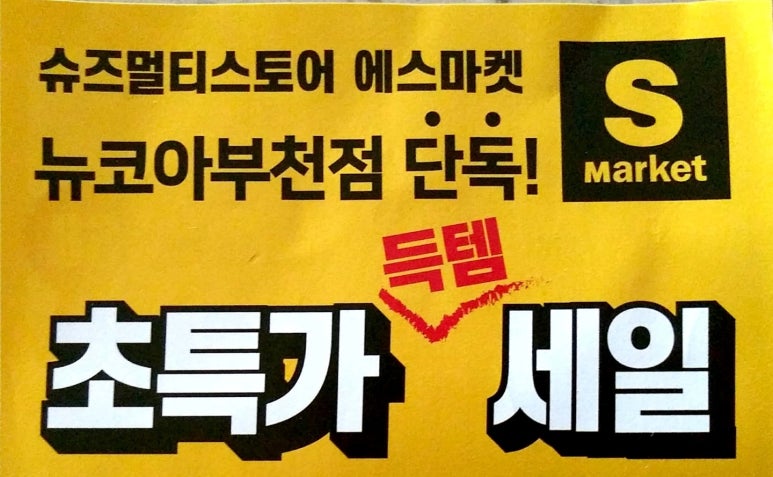 슈즈멀티스토어 에스마켓
뉴코아부천점 단독!
S
Market
득템
초특가 세일